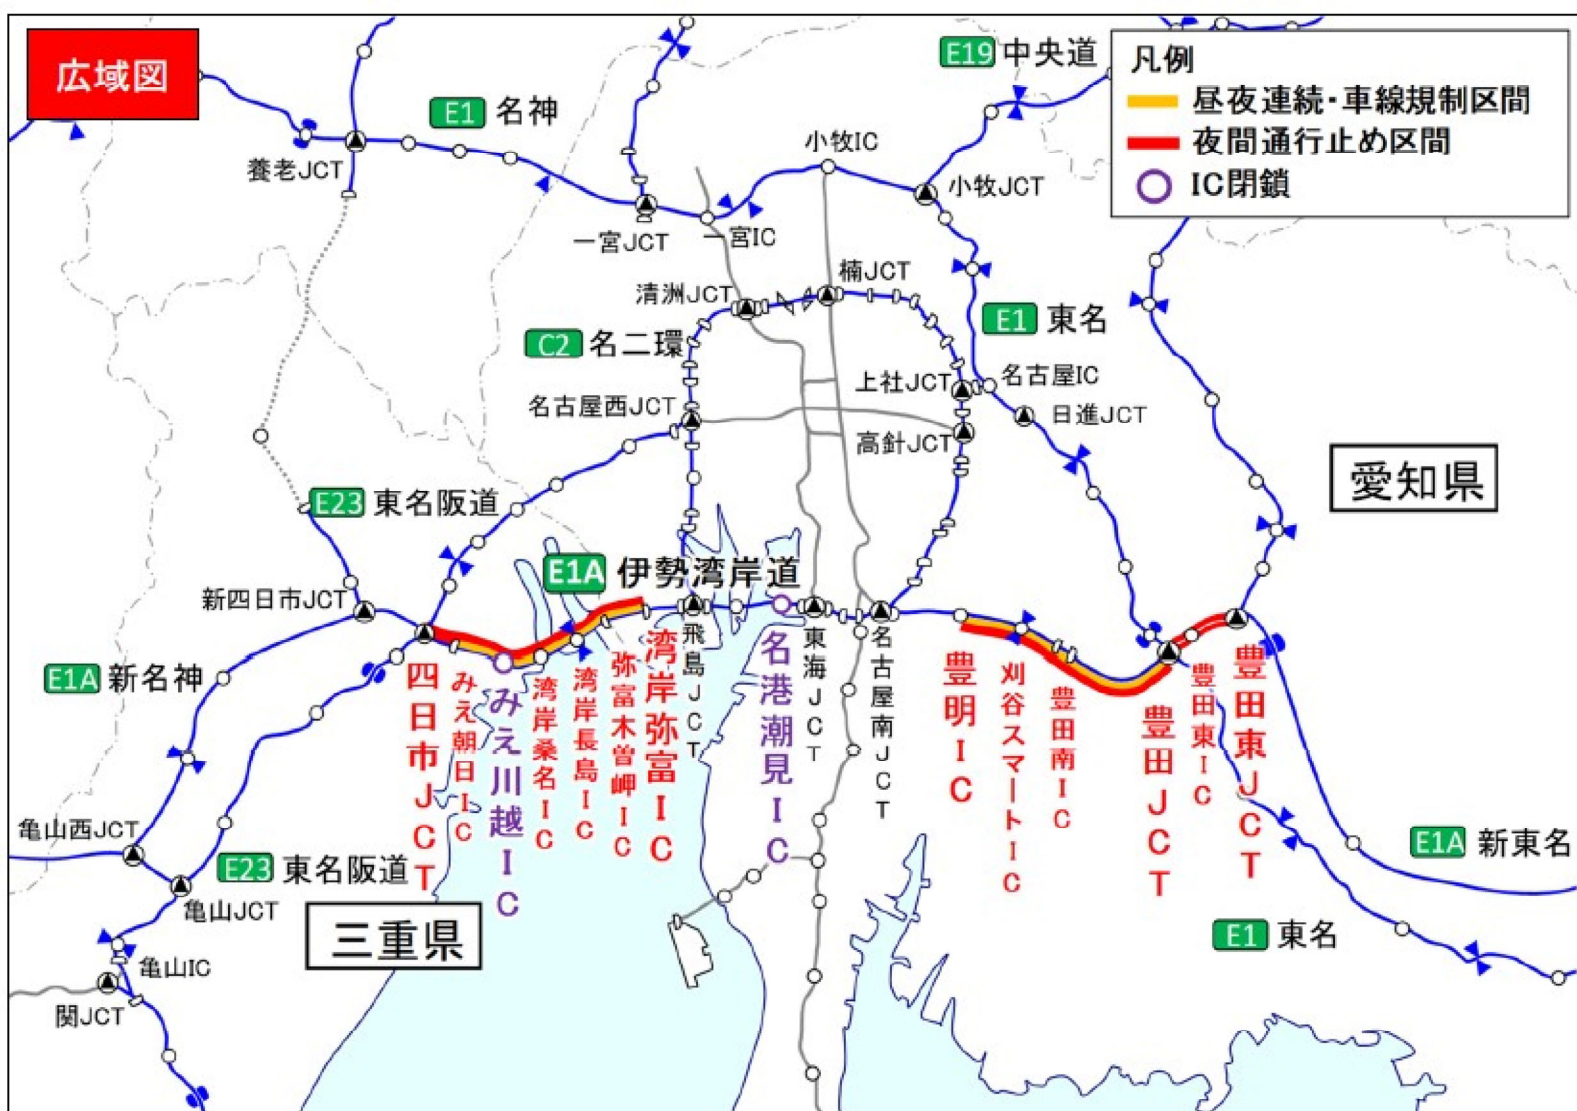 広域図
E1 名神
E19 中央道
凡例
昼夜連続・車線規制区間
夜間通行止め区間
IC閉鎖
養老JCT
小牧IC
小牧JCT
一宮JCT
一宮IC
清洲JCT
楠JCT
C2 名二環
E1 東名
上社JCT
名古屋IC
名古屋西JCT
日進JCT
高針JCT
愛知県
E23 東名阪道
E1A 伊勢湾岸道
新四日市JCT
E1A 新名神
四日市JCT
みえ朝日IC
みえ川越IC
湾岸桑名IC
湾岸長島IC
弥富木曽岬IC
湾岸弥富IC
飛島JCT
名港潮見IC
東海JCT
名古屋南JCT
豊明IC
刈谷スマートIC
豊田南IC
豊田JCT
豊田東IC
豊田東JCT
亀山西JCT
E23 東名阪道
亀山JCT
三重県
亀山IC
関JCT
E1A 新東名
E1 東名